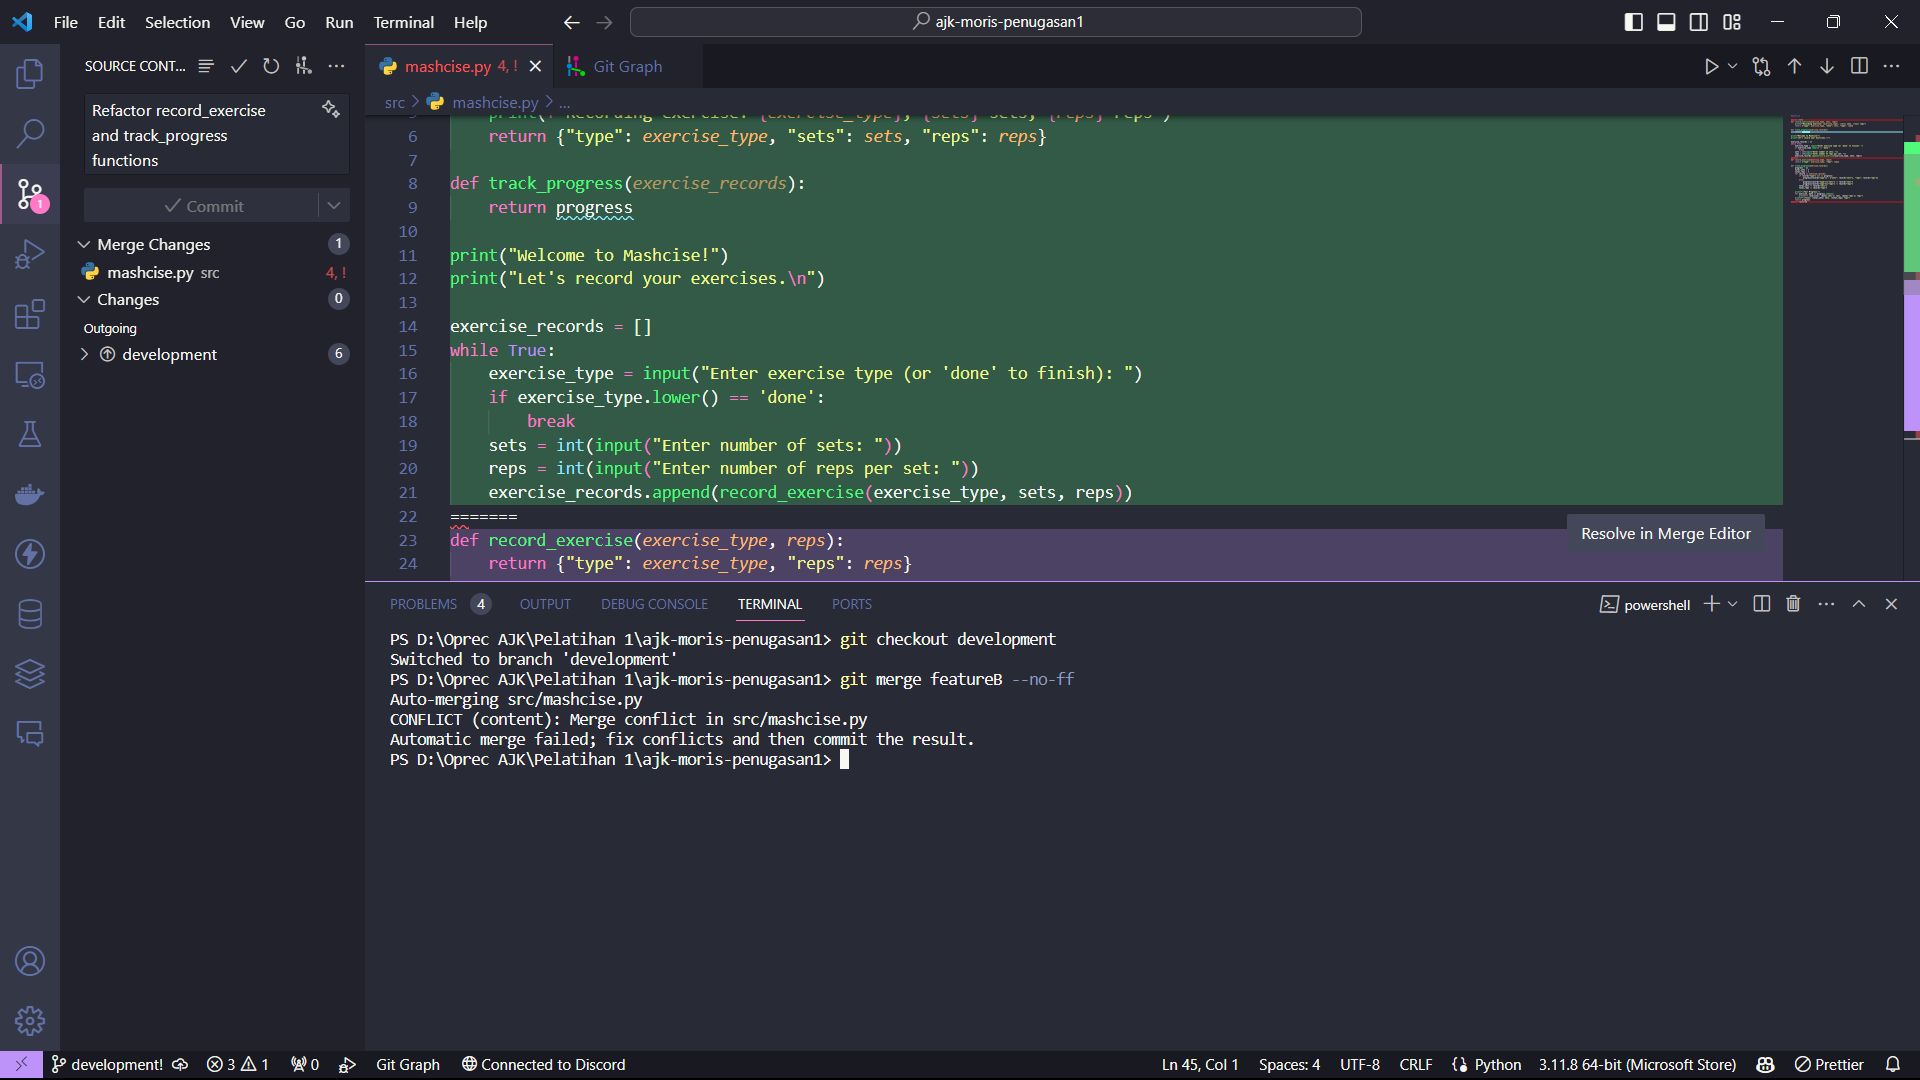 File Edit Selection View Go Run Terminal Help
ajk-moris-penugasan1
SOURCE CONT...
mashcise.py 4, !
Git Graph
src > mashcise.py > ...
Refactor record_exercise
and track_progress
functions
Commit
Merge Changes 1
mashcise.py src 4, !
Changes 0
Outgoing
development 6
1
5 print(f"Recording exercise: {exercise_type}, {sets} sets, {reps} reps")
6 return {"type": exercise_type, "sets": sets, "reps": reps}
7
8 def track_progress(exercise_records):
9 return progress
10
11 print("Welcome to Mashcise!")
12 print("Let's record your exercises.\n")
13
14 exercise_records = []
15 while True:
16 exercise_type = input("Enter exercise type (or 'done' to finish): ")
17 if exercise_type.lower() == 'done':
18 break
19 sets = int(input("Enter number of sets: "))
20 reps = int(input("Enter number of reps per set: "))
21 exercise_records.append(record_exercise(exercise_type, sets, reps))
22 =======
23 def record_exercise(exercise_type, reps):
24 return {"type": exercise_type, "reps": reps}
Resolve in Merge Editor
PROBLEMS 4 OUTPUT DEBUG CONSOLE TERMINAL PORTS
powershell
PS D:\Oprec AJK\Pelatihan 1\ajk-moris-penugasan1> git checkout development
Switched to branch 'development'
PS D:\Oprec AJK\Pelatihan 1\ajk-moris-penugasan1> git merge featureB --no-ff
Auto-merging src/mashcise.py
CONFLICT (content): Merge conflict in src/mashcise.py
Automatic merge failed; fix conflicts and then commit the result.
PS D:\Oprec AJK\Pelatihan 1\ajk-moris-penugasan1>
development! 3 1 0 Git Graph Connected to Discord Ln 45, Col 1 Spaces: 4 UTF-8 CRLF Python 3.11.8 64-bit (Microsoft Store) Prettier